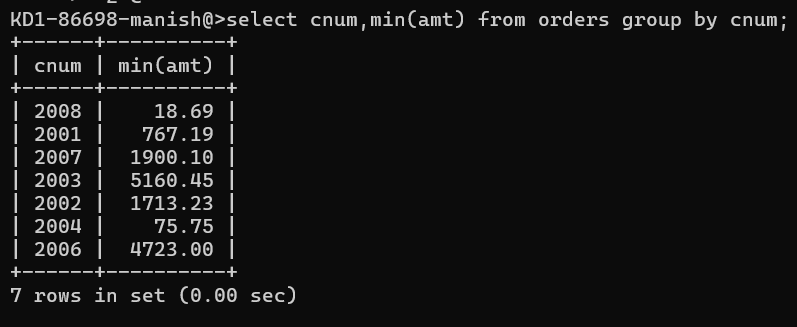 KD1-86698-manish@>select cnum,min(amt) from orders group by cnum;
+------+----------+
| cnum | min(amt) |
+------+----------+
| 2008 |    18.69 |
| 2001 |   767.19 |
| 2007 |  1900.10 |
| 2003 |  5160.45 |
| 2002 |  1713.23 |
| 2004 |    75.75 |
| 2006 |  4723.00 |
+------+----------+
7 rows in set (0.00 sec)